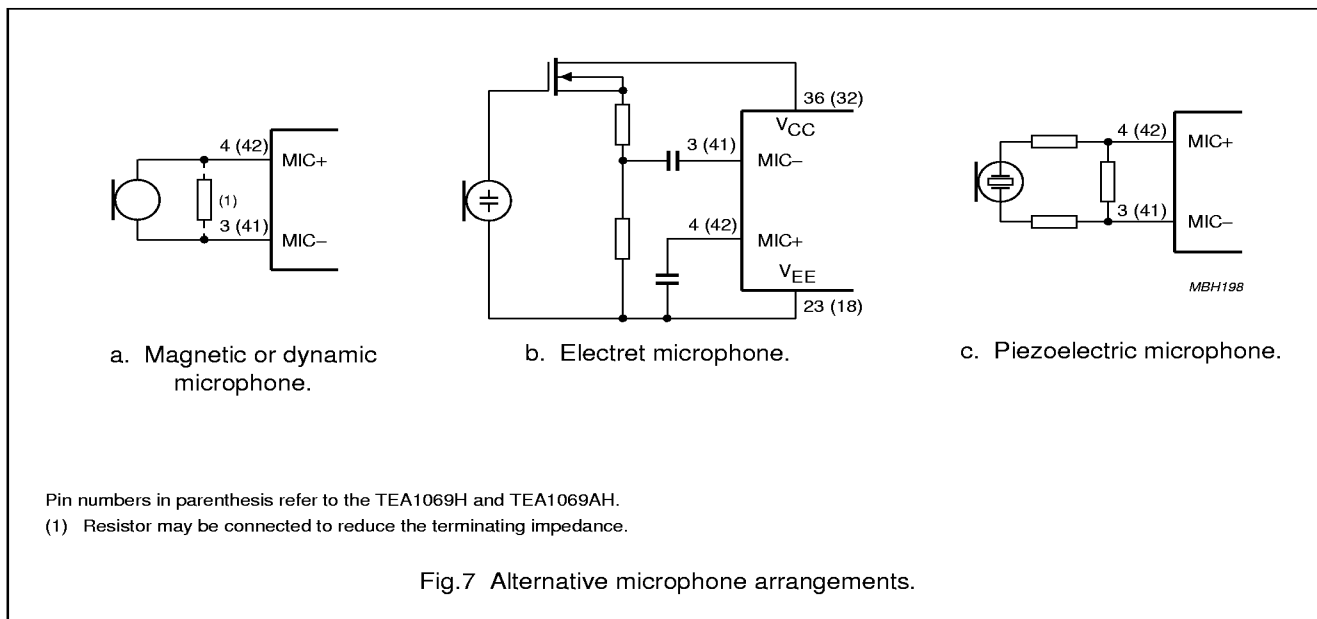 4 (42)
MIC+
(1)
3 (41)
MIC−
36 (32)
VCC
3 (41)
MIC−
4 (42)
MIC+
VEE
23 (18)
4 (42)
MIC+
3 (41)
MIC−
MBH198
a. Magnetic or dynamic
microphone.
b. Electret microphone.
c. Piezoelectric microphone.
Pin numbers in parenthesis refer to the TEA1069H and TEA1069AH.
(1) Resistor may be connected to reduce the terminating impedance.
Fig.7 Alternative microphone arrangements.